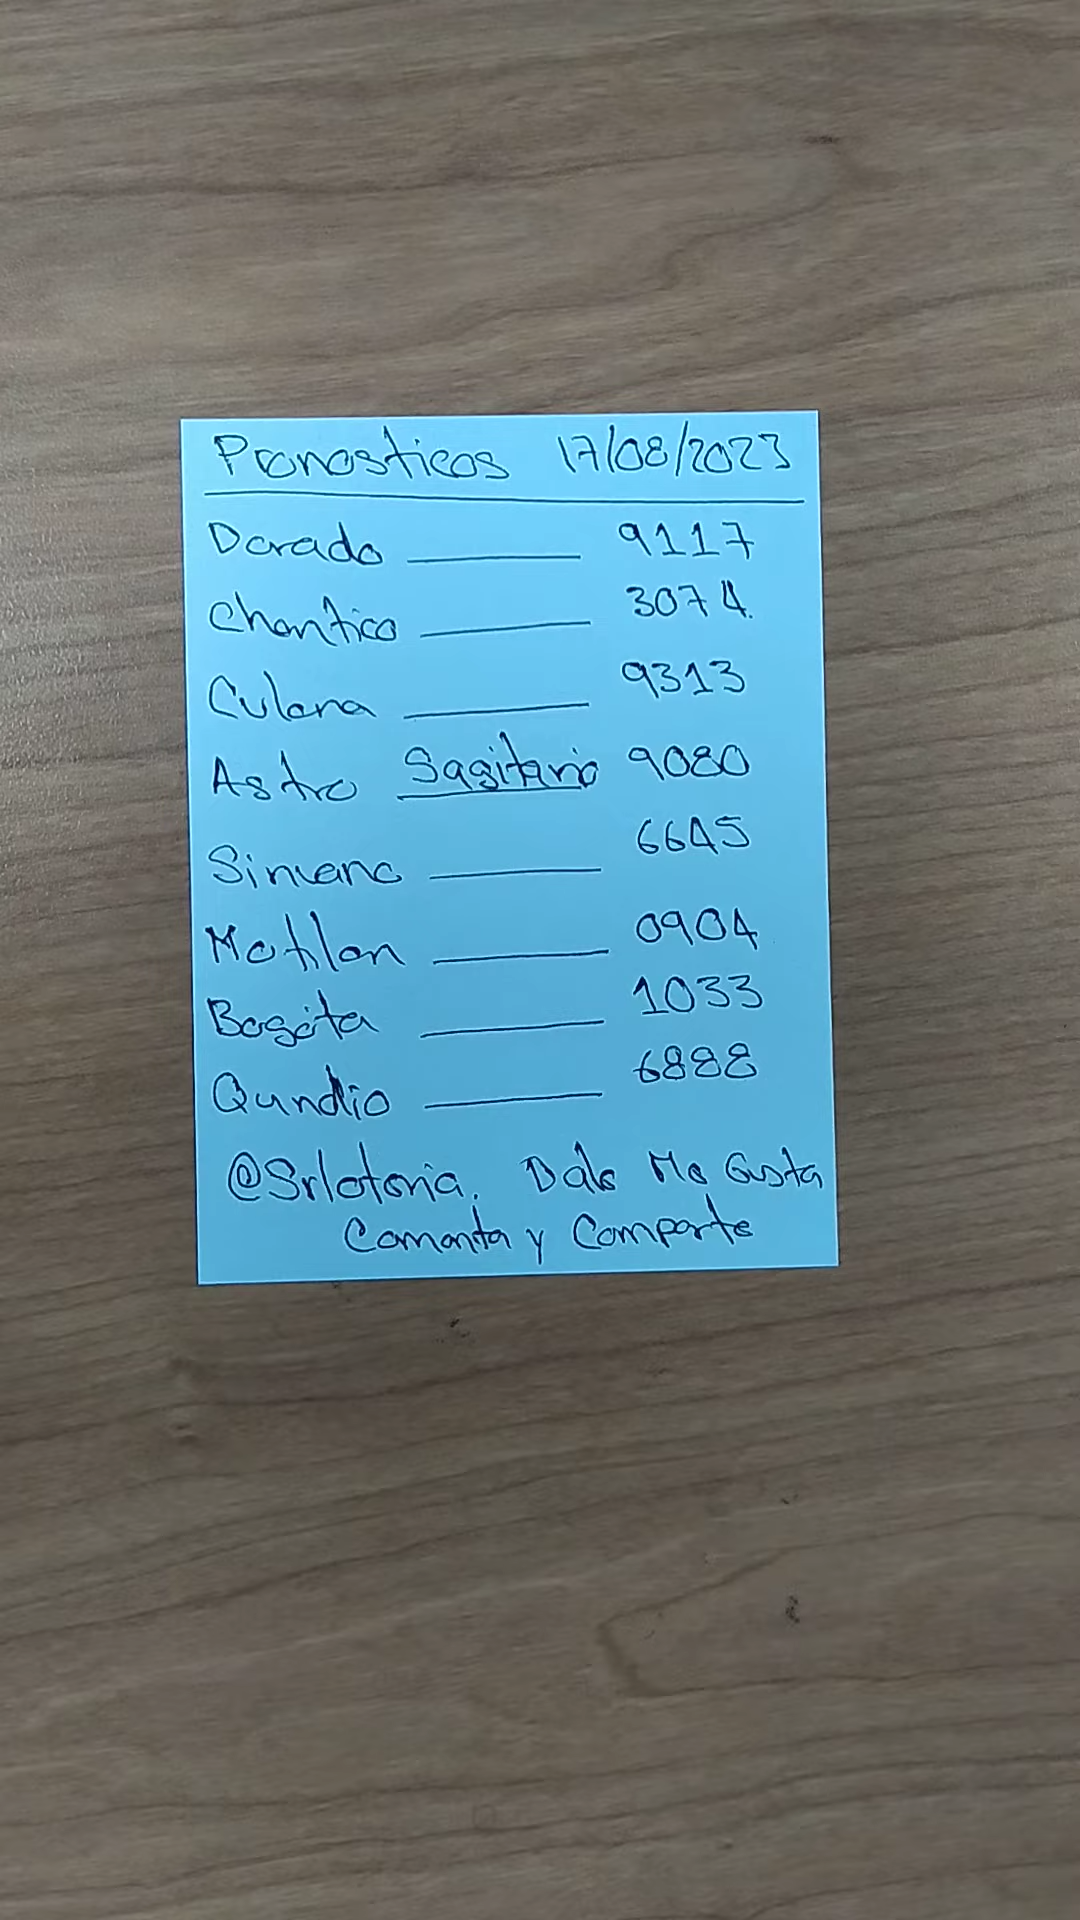 Pronosticos 17/08/2023
Dorado 9117
Chontico 3074.
Culona 9313
Astro Sagitario 9080
Sinuano 6645
Motilon 0904
Bogota 1033
Qundio 6888
@Srloteria. Dale Me Gusta
Comenta y Comparte